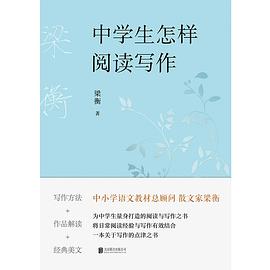 梁衡
中学生怎样
阅读写作
梁衡
著
写作方法
+
作品解读
+
经典美文
中小学语文教材总顾问 散文家梁衡
为中学生量身打造的阅读与写作之书
将日常阅读经验与写作有效结合
一本关于写作的点津之书